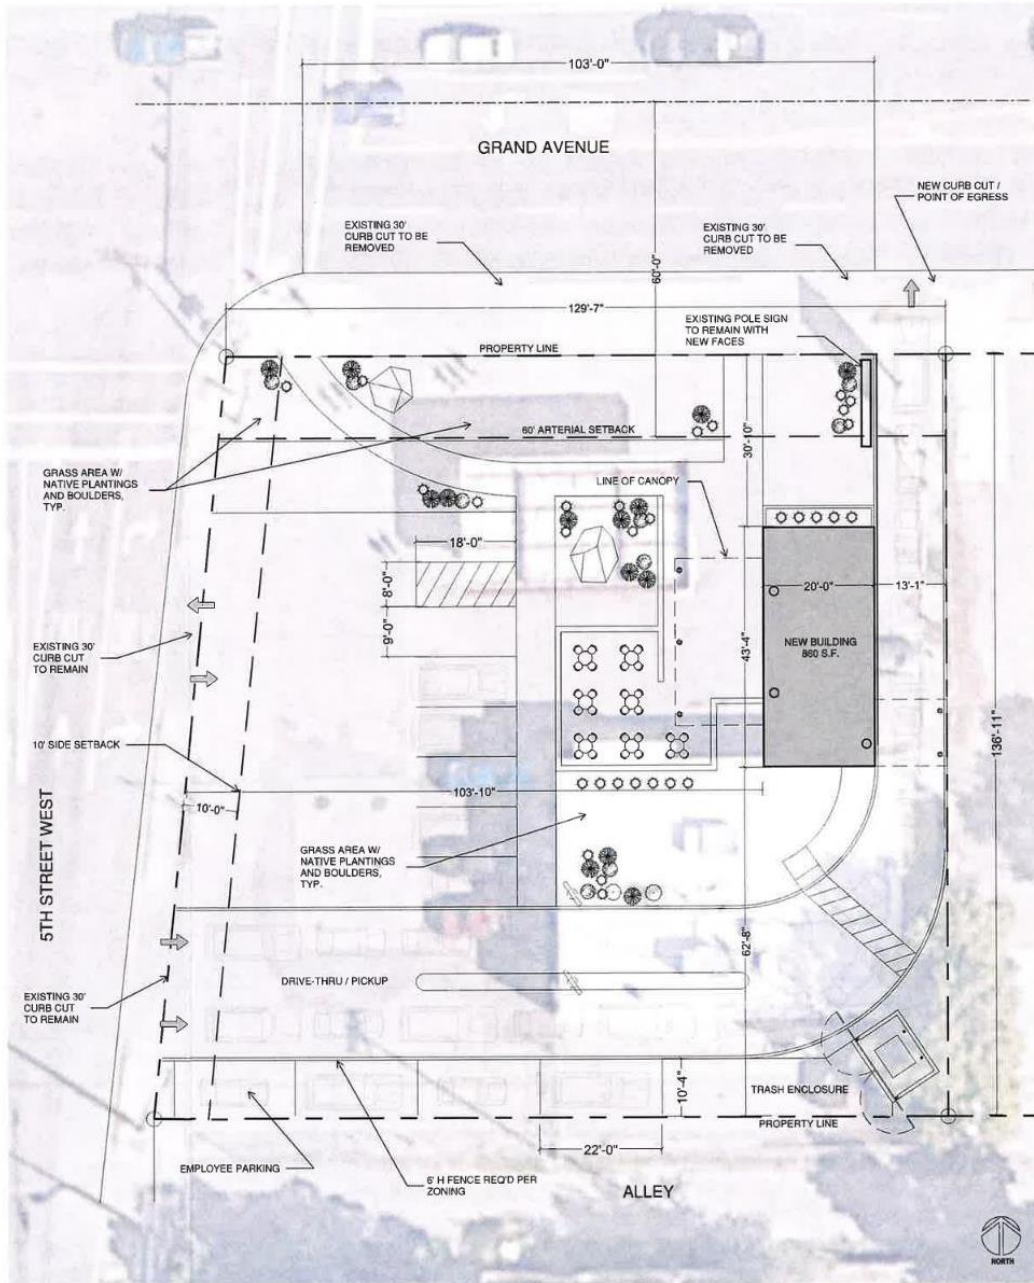 103'-0"
GRAND AVENUE
NEW CURB CUT /
POINT OF EGRESS
EXISTING 30'
CURB CUT TO BE
REMOVED
EXISTING 30'
CURB CUT TO BE
REMOVED
60'-0"
129'-7"
EXISTING POLE SIGN
TO REMAIN WITH
NEW FACES
PROPERTY LINE
60' ARTERIAL SETBACK
30'-10"
GRASS AREA W/
NATIVE PLANTINGS
AND BOULDERS,
TYP.
LINE OF CANOPY
18'-0"
8'-0"
9'-0"
20'-0"
13'-1"
NEW BUILDING
860 S.F.
43'-4"
EXISTING 30'
CURB CUT
TO REMAIN
136'-11"
10' SIDE SETBACK
103'-10"
10'-0"
GRASS AREA W/
NATIVE PLANTINGS
AND BOULDERS,
TYP.
5TH STREET WEST
62'-8"
DRIVE-THRU / PICKUP
EXISTING 30'
CURB CUT
TO REMAIN
10'-4"
TRASH ENCLOSURE
PROPERTY LINE
22'-0"
EMPLOYEE PARKING
6' H FENCE REQ'D PER
ZONING
ALLEY
NORTH